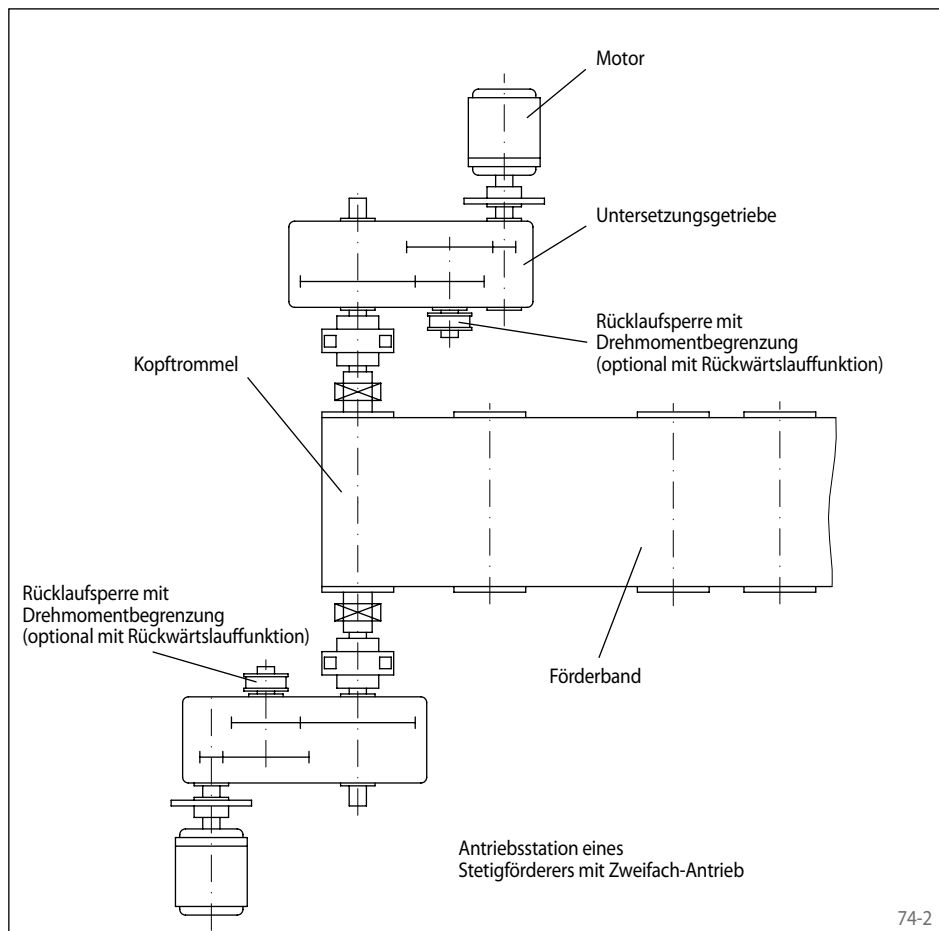 Motor
Untersetzungsgetriebe
Rücklaufsperre mit
Drehmomentbegrenzung
(optional mit Rückwärtslauffunktion)
Kopftrommel
Rücklaufsperre mit
Drehmomentbegrenzung
(optional mit Rückwärtslauffunktion)
Förderband
Antriebsstation eines
Stetigförderers mit Zweifach-Antrieb
74-2